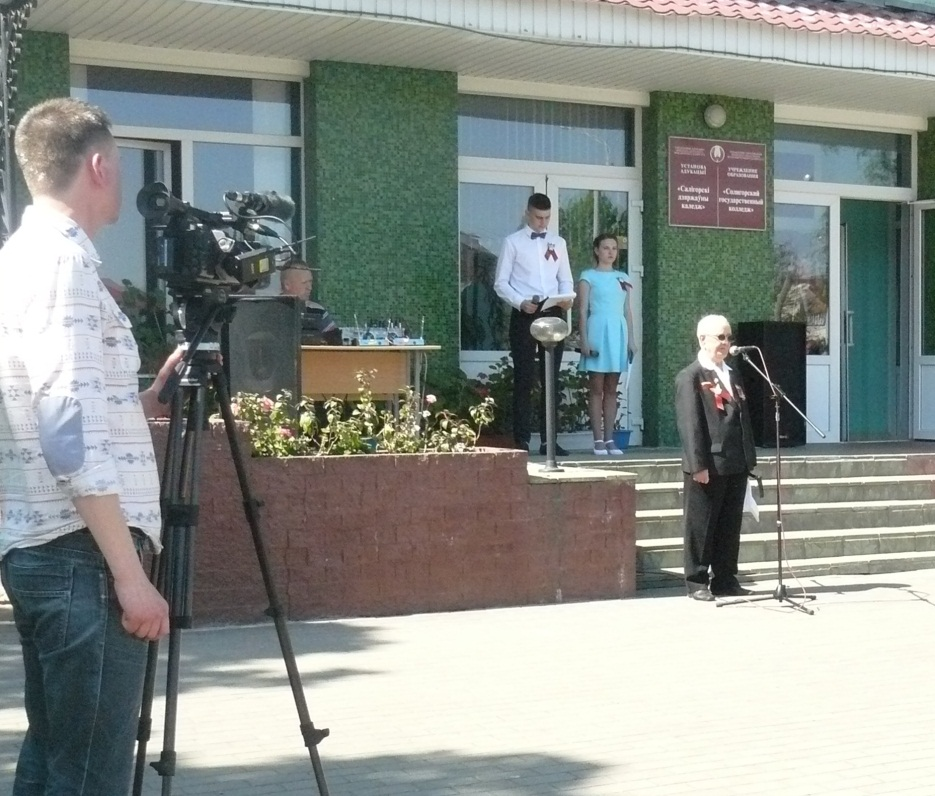 УСТАНОВА
АДУКАЦЫІ
«Салігорскі
дзяржаўны
каледж»
УЧРЕЖДЕНИЕ
ОБРАЗОВАНИЯ
«Солигорский
государственный
колледж»